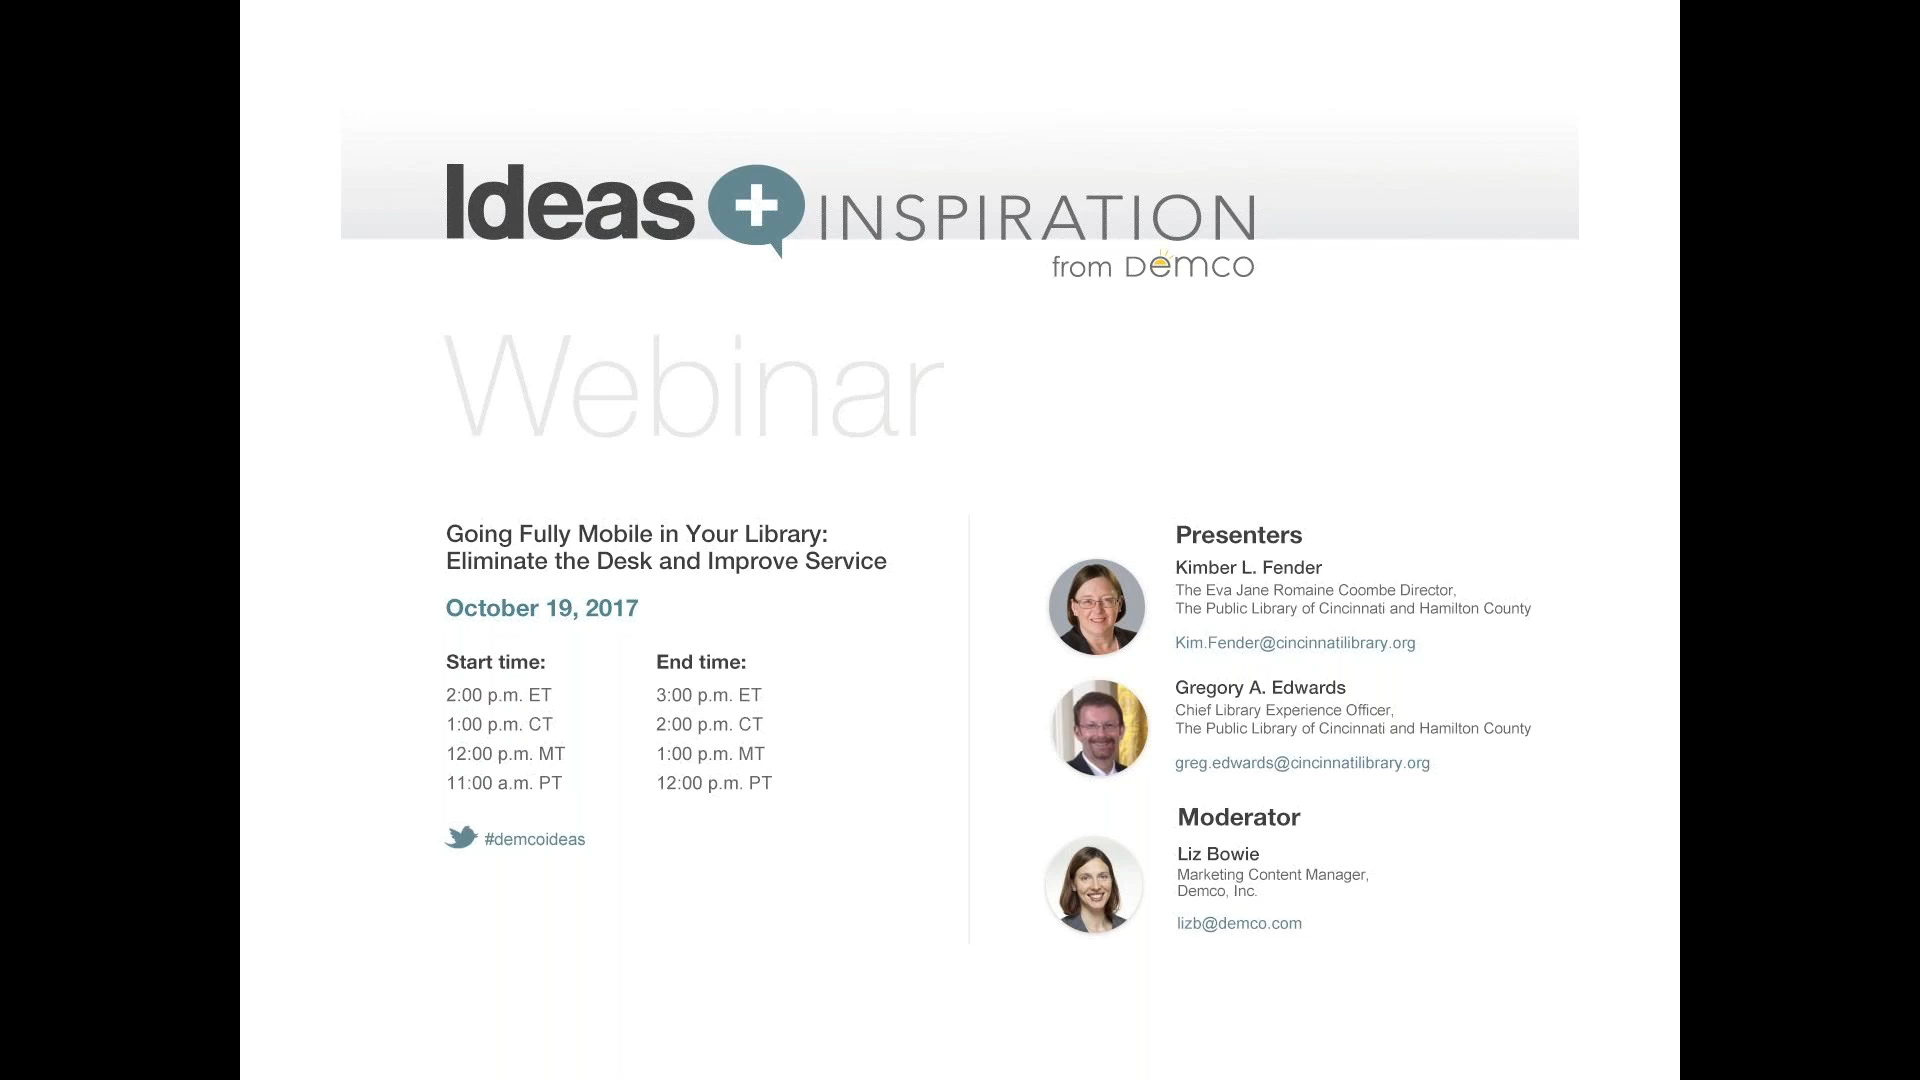 Ideas + INSPIRATION
from Demco
Webinar
Going Fully Mobile in Your Library:
Eliminate the Desk and Improve Service
October 19, 2017
Start time:
2:00 p.m. ET
1:00 p.m. CT
12:00 p.m. MT
11:00 a.m. PT
End time:
3:00 p.m. ET
2:00 p.m. CT
1:00 p.m. MT
12:00 p.m. PT
#demcoideas
Presenters
Kimber L. Fender
The Eva Jane Romaine Coombe Director,
The Public Library of Cincinnati and Hamilton County
Kim.Fender@cincinnatilibrary.org
Gregory A. Edwards
Chief Library Experience Officer,
The Public Library of Cincinnati and Hamilton County
greg.edwards@cincinnatilibrary.org
Moderator
Liz Bowie
Marketing Content Manager,
Demco, Inc.
lizb@demco.com